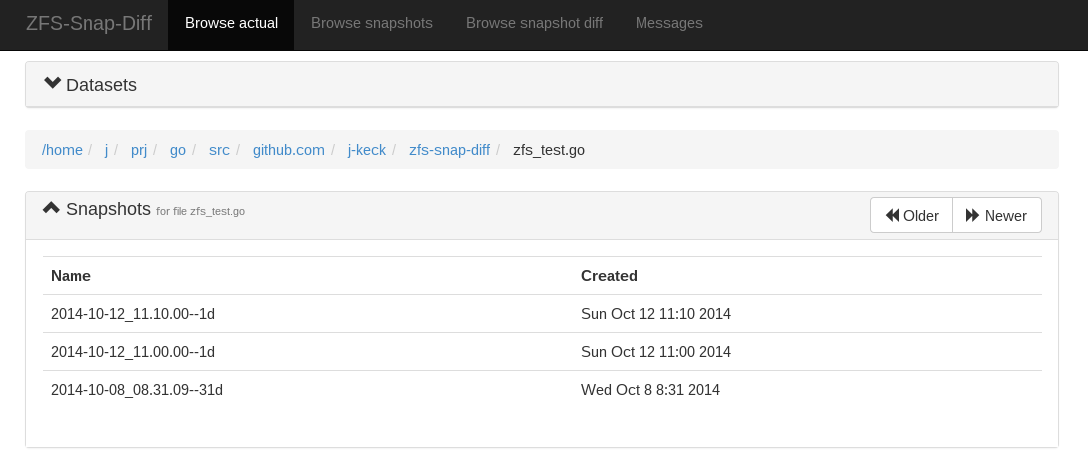 ZFS-Snap-Diff Browse actual Browse snapshots Browse snapshot diff Messages
Datasets
/home / j / prj / go / src / github.com / j-keck / zfs-snap-diff / zfs_test.go
Snapshots for file zfs_test.go Older Newer
Name Created
2014-10-12_11.10.00--1d Sun Oct 12 11:10 2014
2014-10-12_11.00.00--1d Sun Oct 12 11:00 2014
2014-10-08_08.31.09--31d Wed Oct 8 8:31 2014